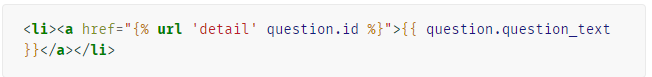 <li><a href="{% url 'detail' question.id %}">{{ question.question_text
}}</a></li>